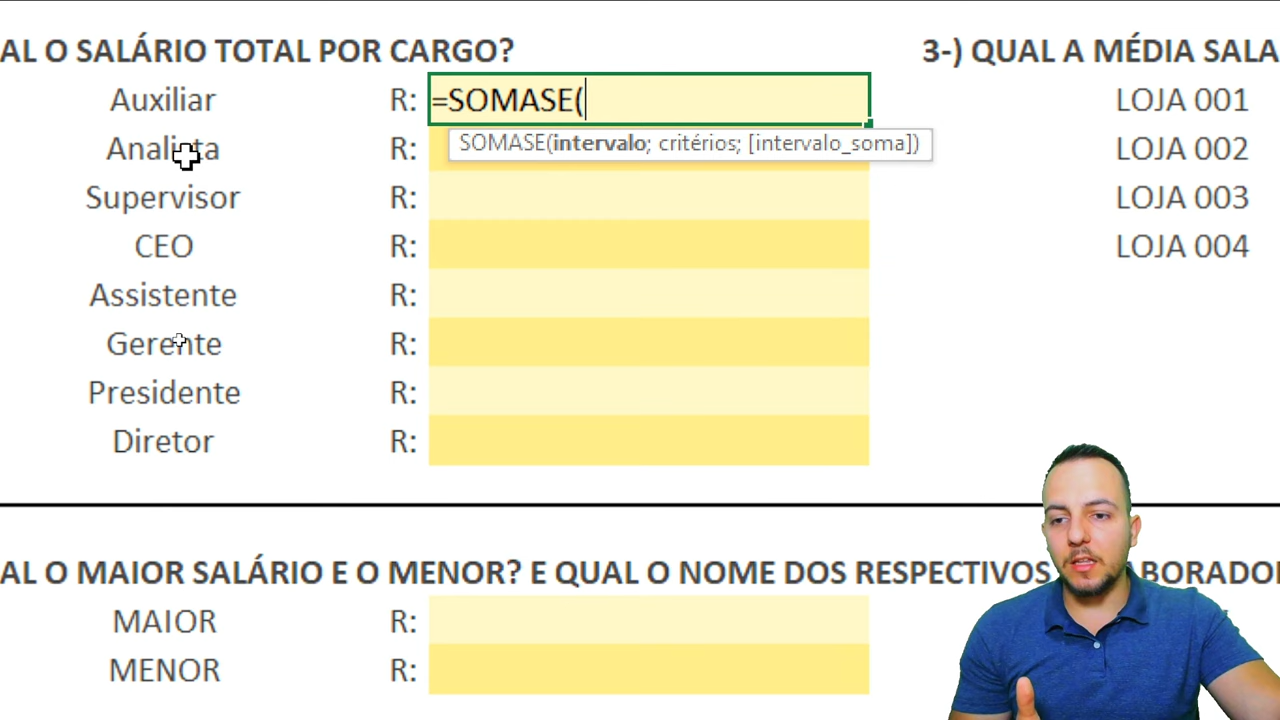 AL O SALÁRIO TOTAL POR CARGO?
Auxiliar R: =SOMASE(
SOMASE(intervalo; critérios; [intervalo_soma])
Analista R:
Supervisor R:
CEO R:
Assistente R:
Gerente R:
Presidente R:
Diretor R:
3-) QUAL A MÉDIA SALA
LOJA 001
LOJA 002
LOJA 003
LOJA 004
AL O MAIOR SALÁRIO E O MENOR? E QUAL O NOME DOS RESPECTIVOS
MAIOR R:
MENOR R: